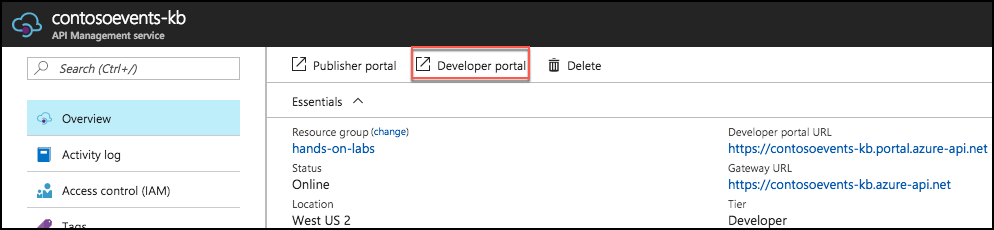 contosoevents-kb
API Management service
Search (Ctrl+/)
Overview
Activity log
Access control (IAM)
Tags
Publisher portal Developer portal Delete
Essentials
Resource group (change)
hands-on-labs
Status
Online
Location
West US 2
Developer portal URL
https://contosoevents-kb.portal.azure-api.net
Gateway URL
https://contosoevents-kb.azure-api.net
Tier
Developer